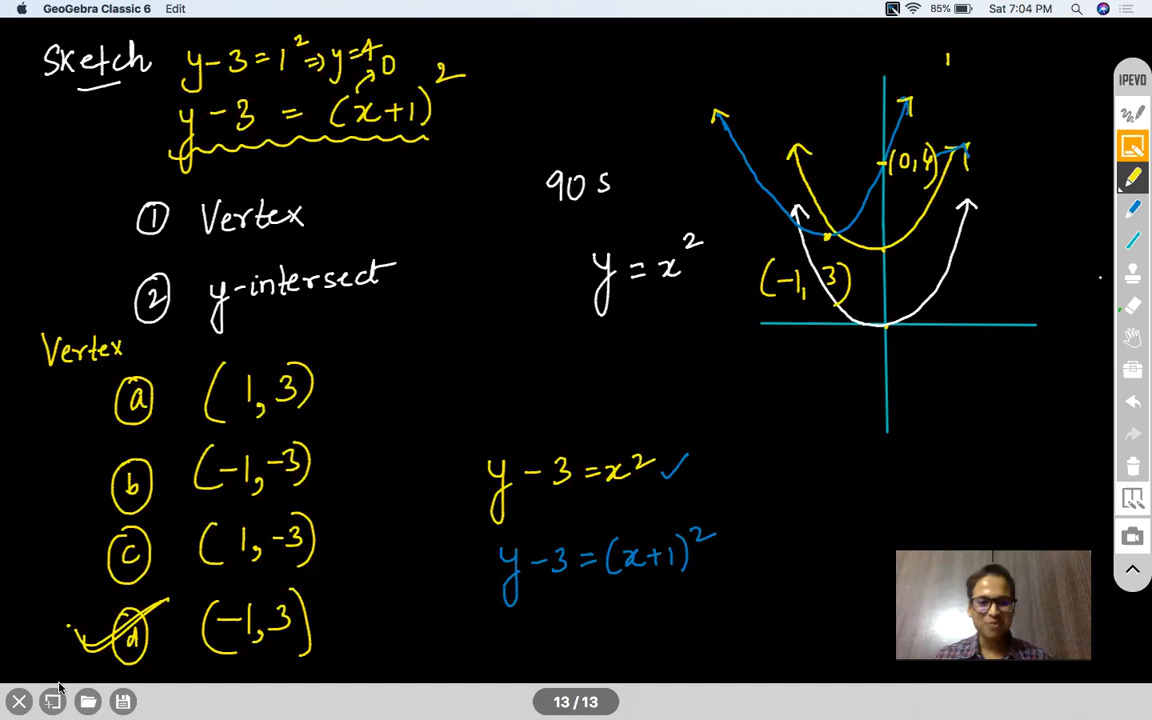 GeoGebra Classic 6 Edit 85% Sat 7:04 PM
IPEVO
Sketch
y-3=1²⇒y=4
0
y-3 = (x+1)²
① Vertex
② y-intersect
90 s
y = x²
1
(0,4)
(-1, 3)
Vertex
ⓐ (1, 3)
ⓑ (-1, -3)
ⓒ (1, -3)
ⓓ (-1, 3)
y-3 = x² ✓
y-3 = (x+1)²
13 / 13